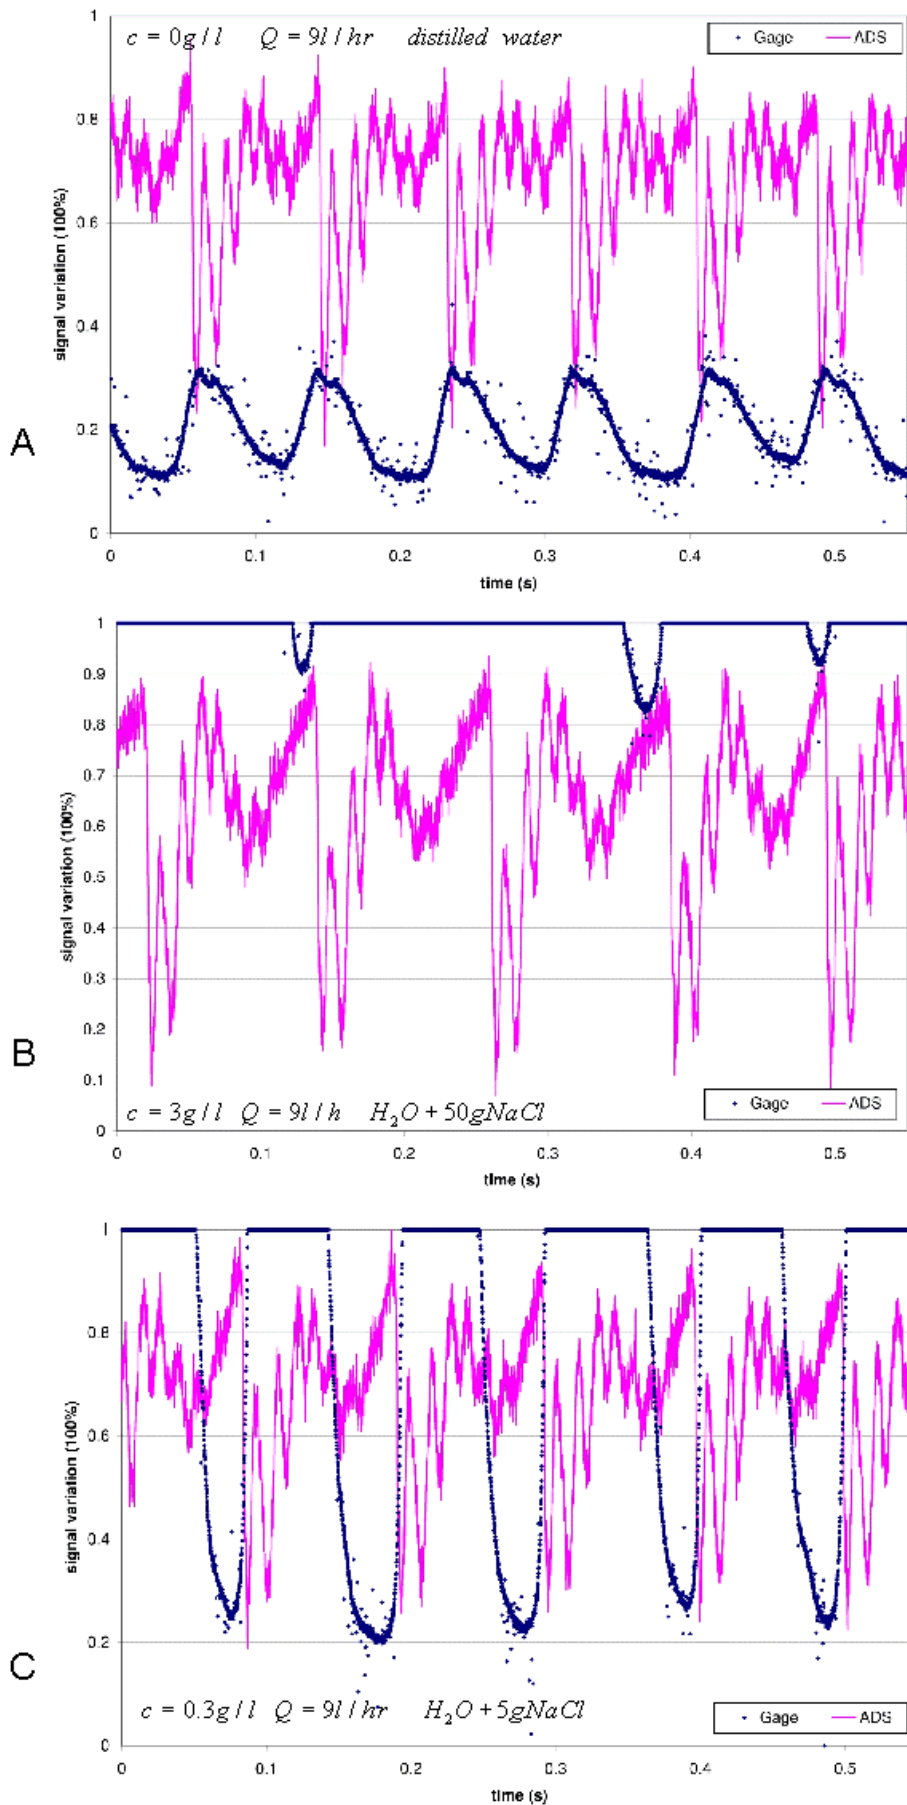 c = 0g / l Q = 9l / hr distilled water
Gage ADS
1
0.8
0.6
0.4
0.2
0
signal variation (100%)
A
0 0.1 0.2 0.3 0.4 0.5
time (s)
1
0.9
0.8
0.7
0.6
0.5
0.4
0.3
0.2
0.1
0
signal variation (100%)
B
c = 3g / l Q = 9l / h H₂O + 50gNaCl
Gage ADS
0 0.1 0.2 0.3 0.4 0.5
time (s)
1
0.8
0.6
0.4
0.2
0
signal variation (100%)
C
c = 0.3g / l Q = 9l / hr H₂O + 5gNaCl
Gage ADS
0 0.1 0.2 0.3 0.4 0.5
time (s)